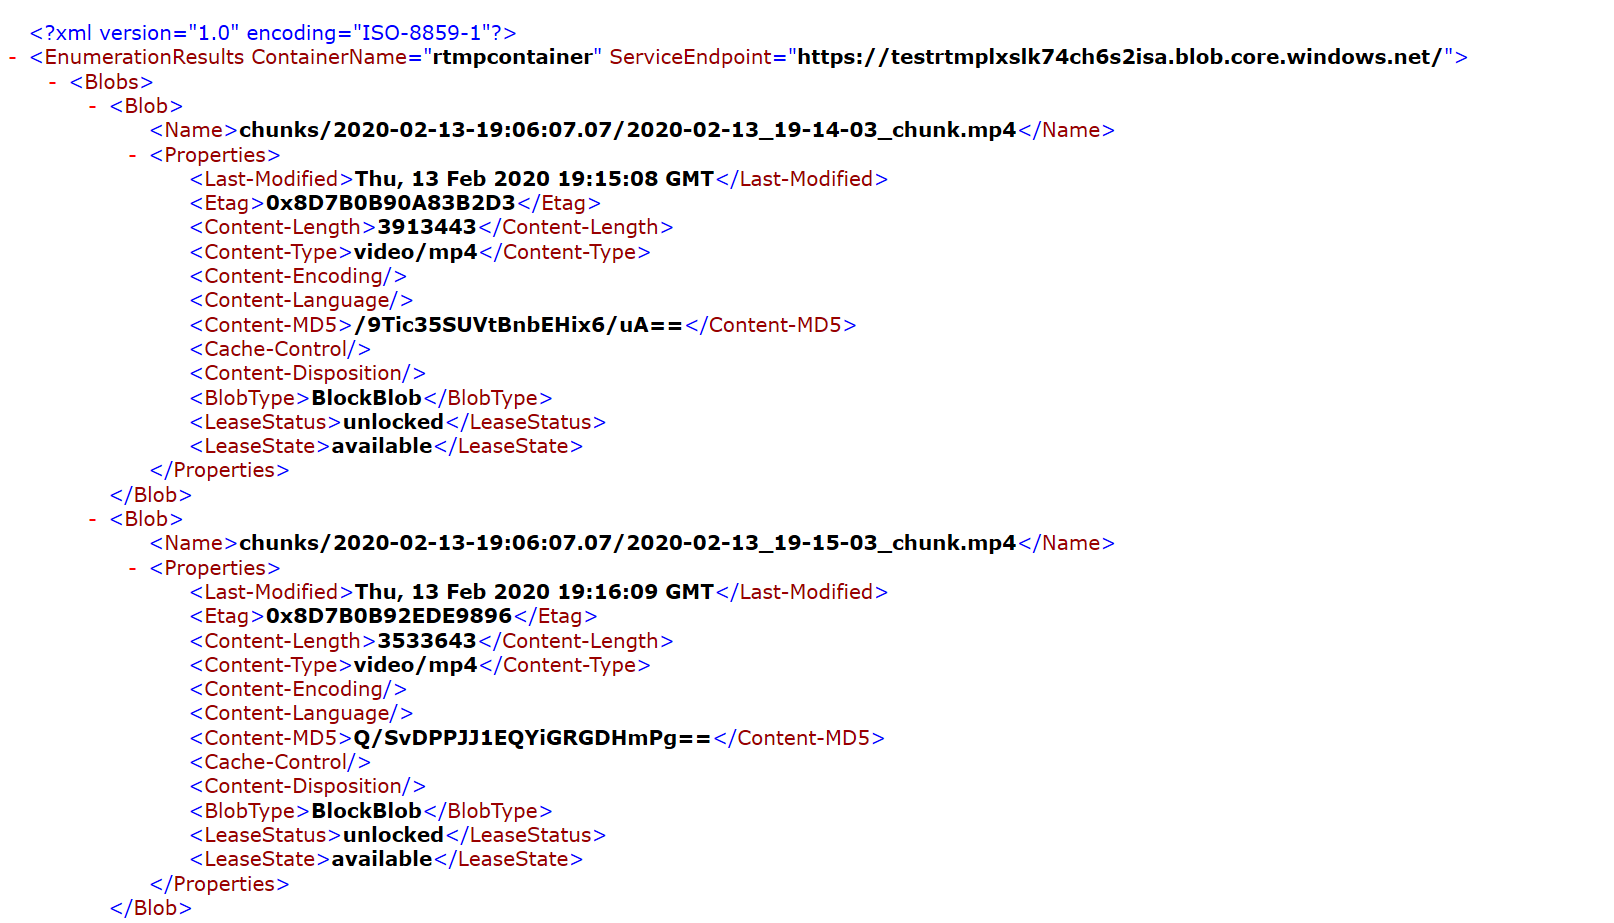 <?xml version="1.0" encoding="ISO-8859-1"?>
- <EnumerationResults ContainerName="rtmpcontainer" ServiceEndpoint="https://testrtmplxslk74ch6s2isa.blob.core.windows.net/">
- <Blobs>
- <Blob>
<Name>chunks/2020-02-13-19:06:07.07/2020-02-13_19-14-03_chunk.mp4</Name>
- <Properties>
<Last-Modified>Thu, 13 Feb 2020 19:15:08 GMT</Last-Modified>
<Etag>0x8D7B0B90A83B2D3</Etag>
<Content-Length>3913443</Content-Length>
<Content-Type>video/mp4</Content-Type>
<Content-Encoding/>
<Content-Language/>
<Content-MD5>/9Tic35SUVtBnbEHix6/uA==</Content-MD5>
<Cache-Control/>
<Content-Disposition/>
<BlobType>BlockBlob</BlobType>
<LeaseStatus>unlocked</LeaseStatus>
<LeaseState>available</LeaseState>
</Properties>
</Blob>
- <Blob>
<Name>chunks/2020-02-13-19:06:07.07/2020-02-13_19-15-03_chunk.mp4</Name>
- <Properties>
<Last-Modified>Thu, 13 Feb 2020 19:16:09 GMT</Last-Modified>
<Etag>0x8D7B0B92EDE9896</Etag>
<Content-Length>3533643</Content-Length>
<Content-Type>video/mp4</Content-Type>
<Content-Encoding/>
<Content-Language/>
<Content-MD5>Q/SvDPPJJ1EQYiGRGDHmPg==</Content-MD5>
<Cache-Control/>
<Content-Disposition/>
<BlobType>BlockBlob</BlobType>
<LeaseStatus>unlocked</LeaseStatus>
<LeaseState>available</LeaseState>
</Properties>
</Blob>